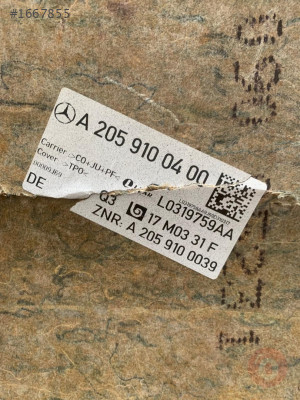 #1667855
A 205 910 04 00
Carrier >CO+JU+PF<
Cover >TPO<
DE
Q3
L0319759AA
17 M03 31 F
ZNR: A 205 910 0039